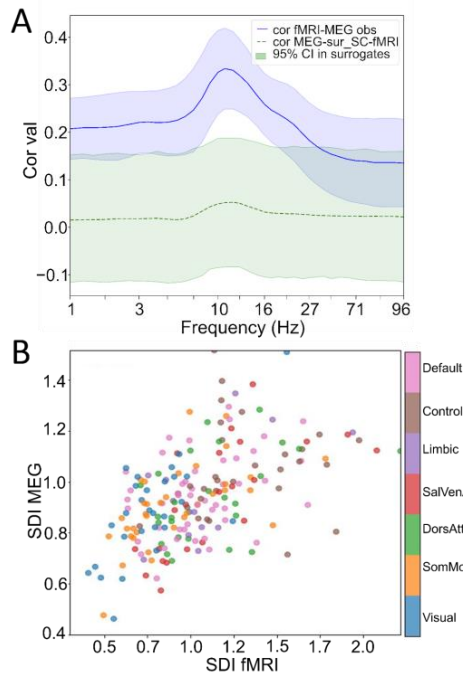 A
cor fMRI-MEG obs
cor MEG-sur_SC-fMRI
95% CI in surrogates
Cor val
0.4
0.3
0.2
0.1
0.0
−0.1
1 3 10 16 27 71 96
Frequency (Hz)
B
SDI MEG
1.4
1.2
1.0
0.8
0.6
0.4
0.5 0.7 1.0 1.2 1.5 1.7 2.0
SDI fMRI
Default
Control
Limbic
SalVen
DorsAtt
SomMo
Visual